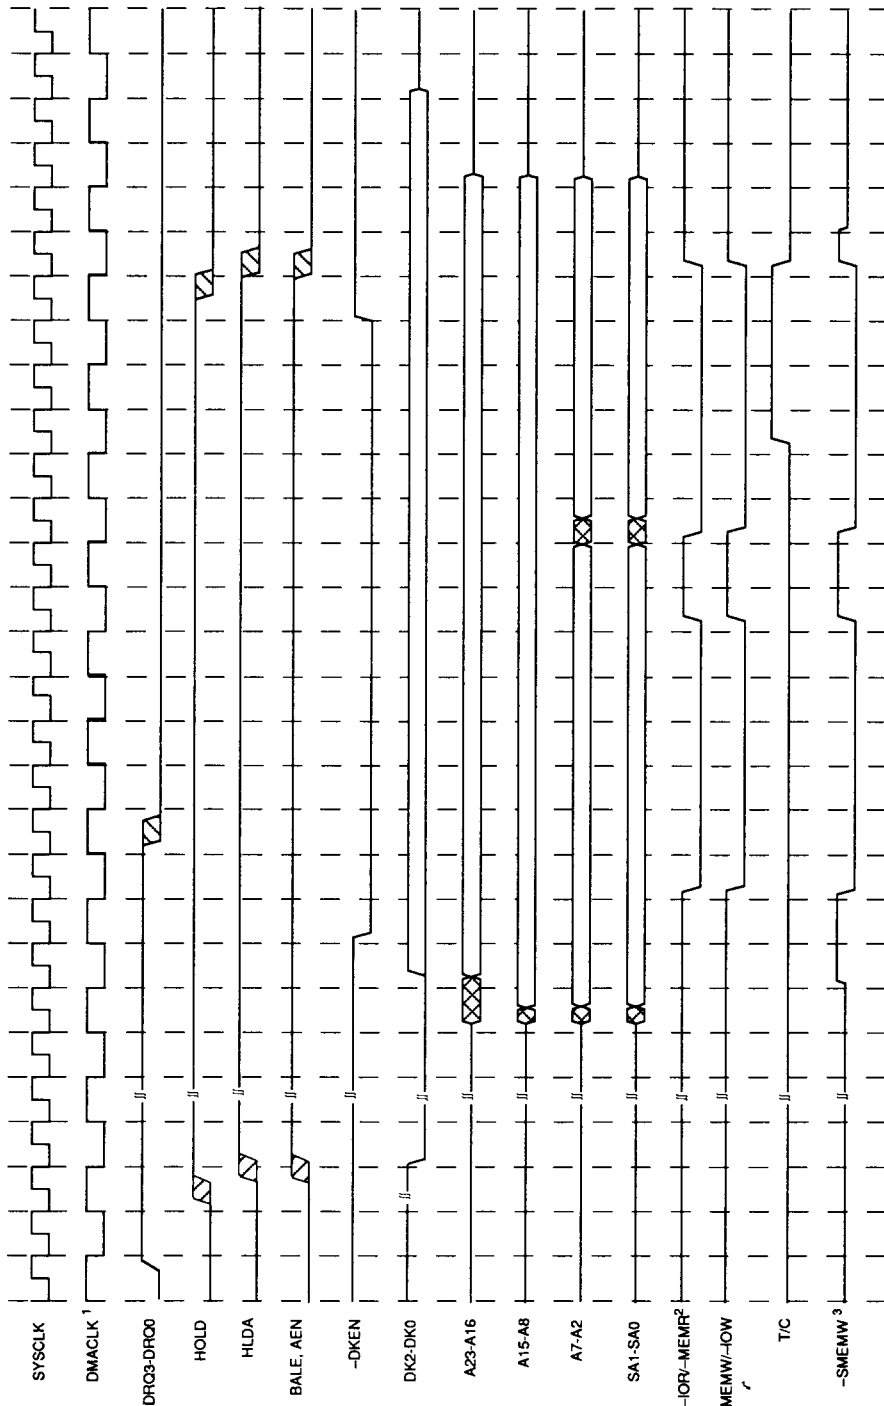 SYSCLK
DMACLK 1
DRQ3-DRQ0
HOLD
HLDA
BALE, AEN
-DKEN
DK2-DK0
A23-A16
A15-A8
A7-A2
SA1-SA0
-IOR/-MEMR2
MEMW/-IOW
T/C
-SMEMW 3